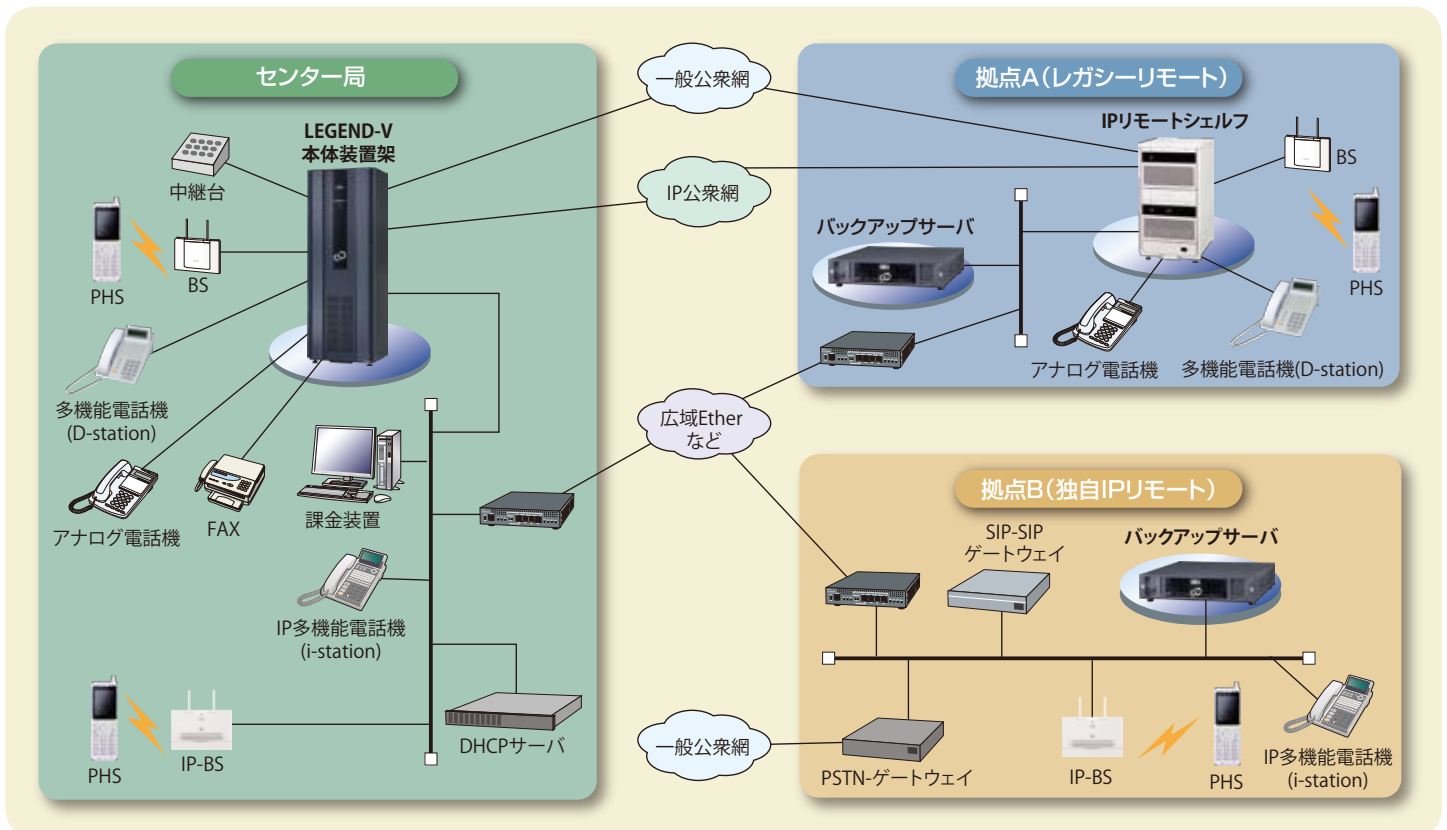 センター局
LEGEND-V
本体装置架
中継台
PHS
BS
多機能電話機
(D-station)
アナログ電話機
FAX
課金装置
IP多機能電話機
(i-station)
PHS
IP-BS
DHCPサーバ
一般公衆網
IP公衆網
広域Ether
など
一般公衆網
拠点A(レガシーリモート)
IPリモートシェルフ
BS
バックアップサーバ
PHS
アナログ電話機
多機能電話機(D-station)
拠点B(独自IPリモート)
SIP-SIP
ゲートウェイ
バックアップサーバ
PSTN-ゲートウェイ
IP-BS
PHS
IP多機能電話機
(i-station)